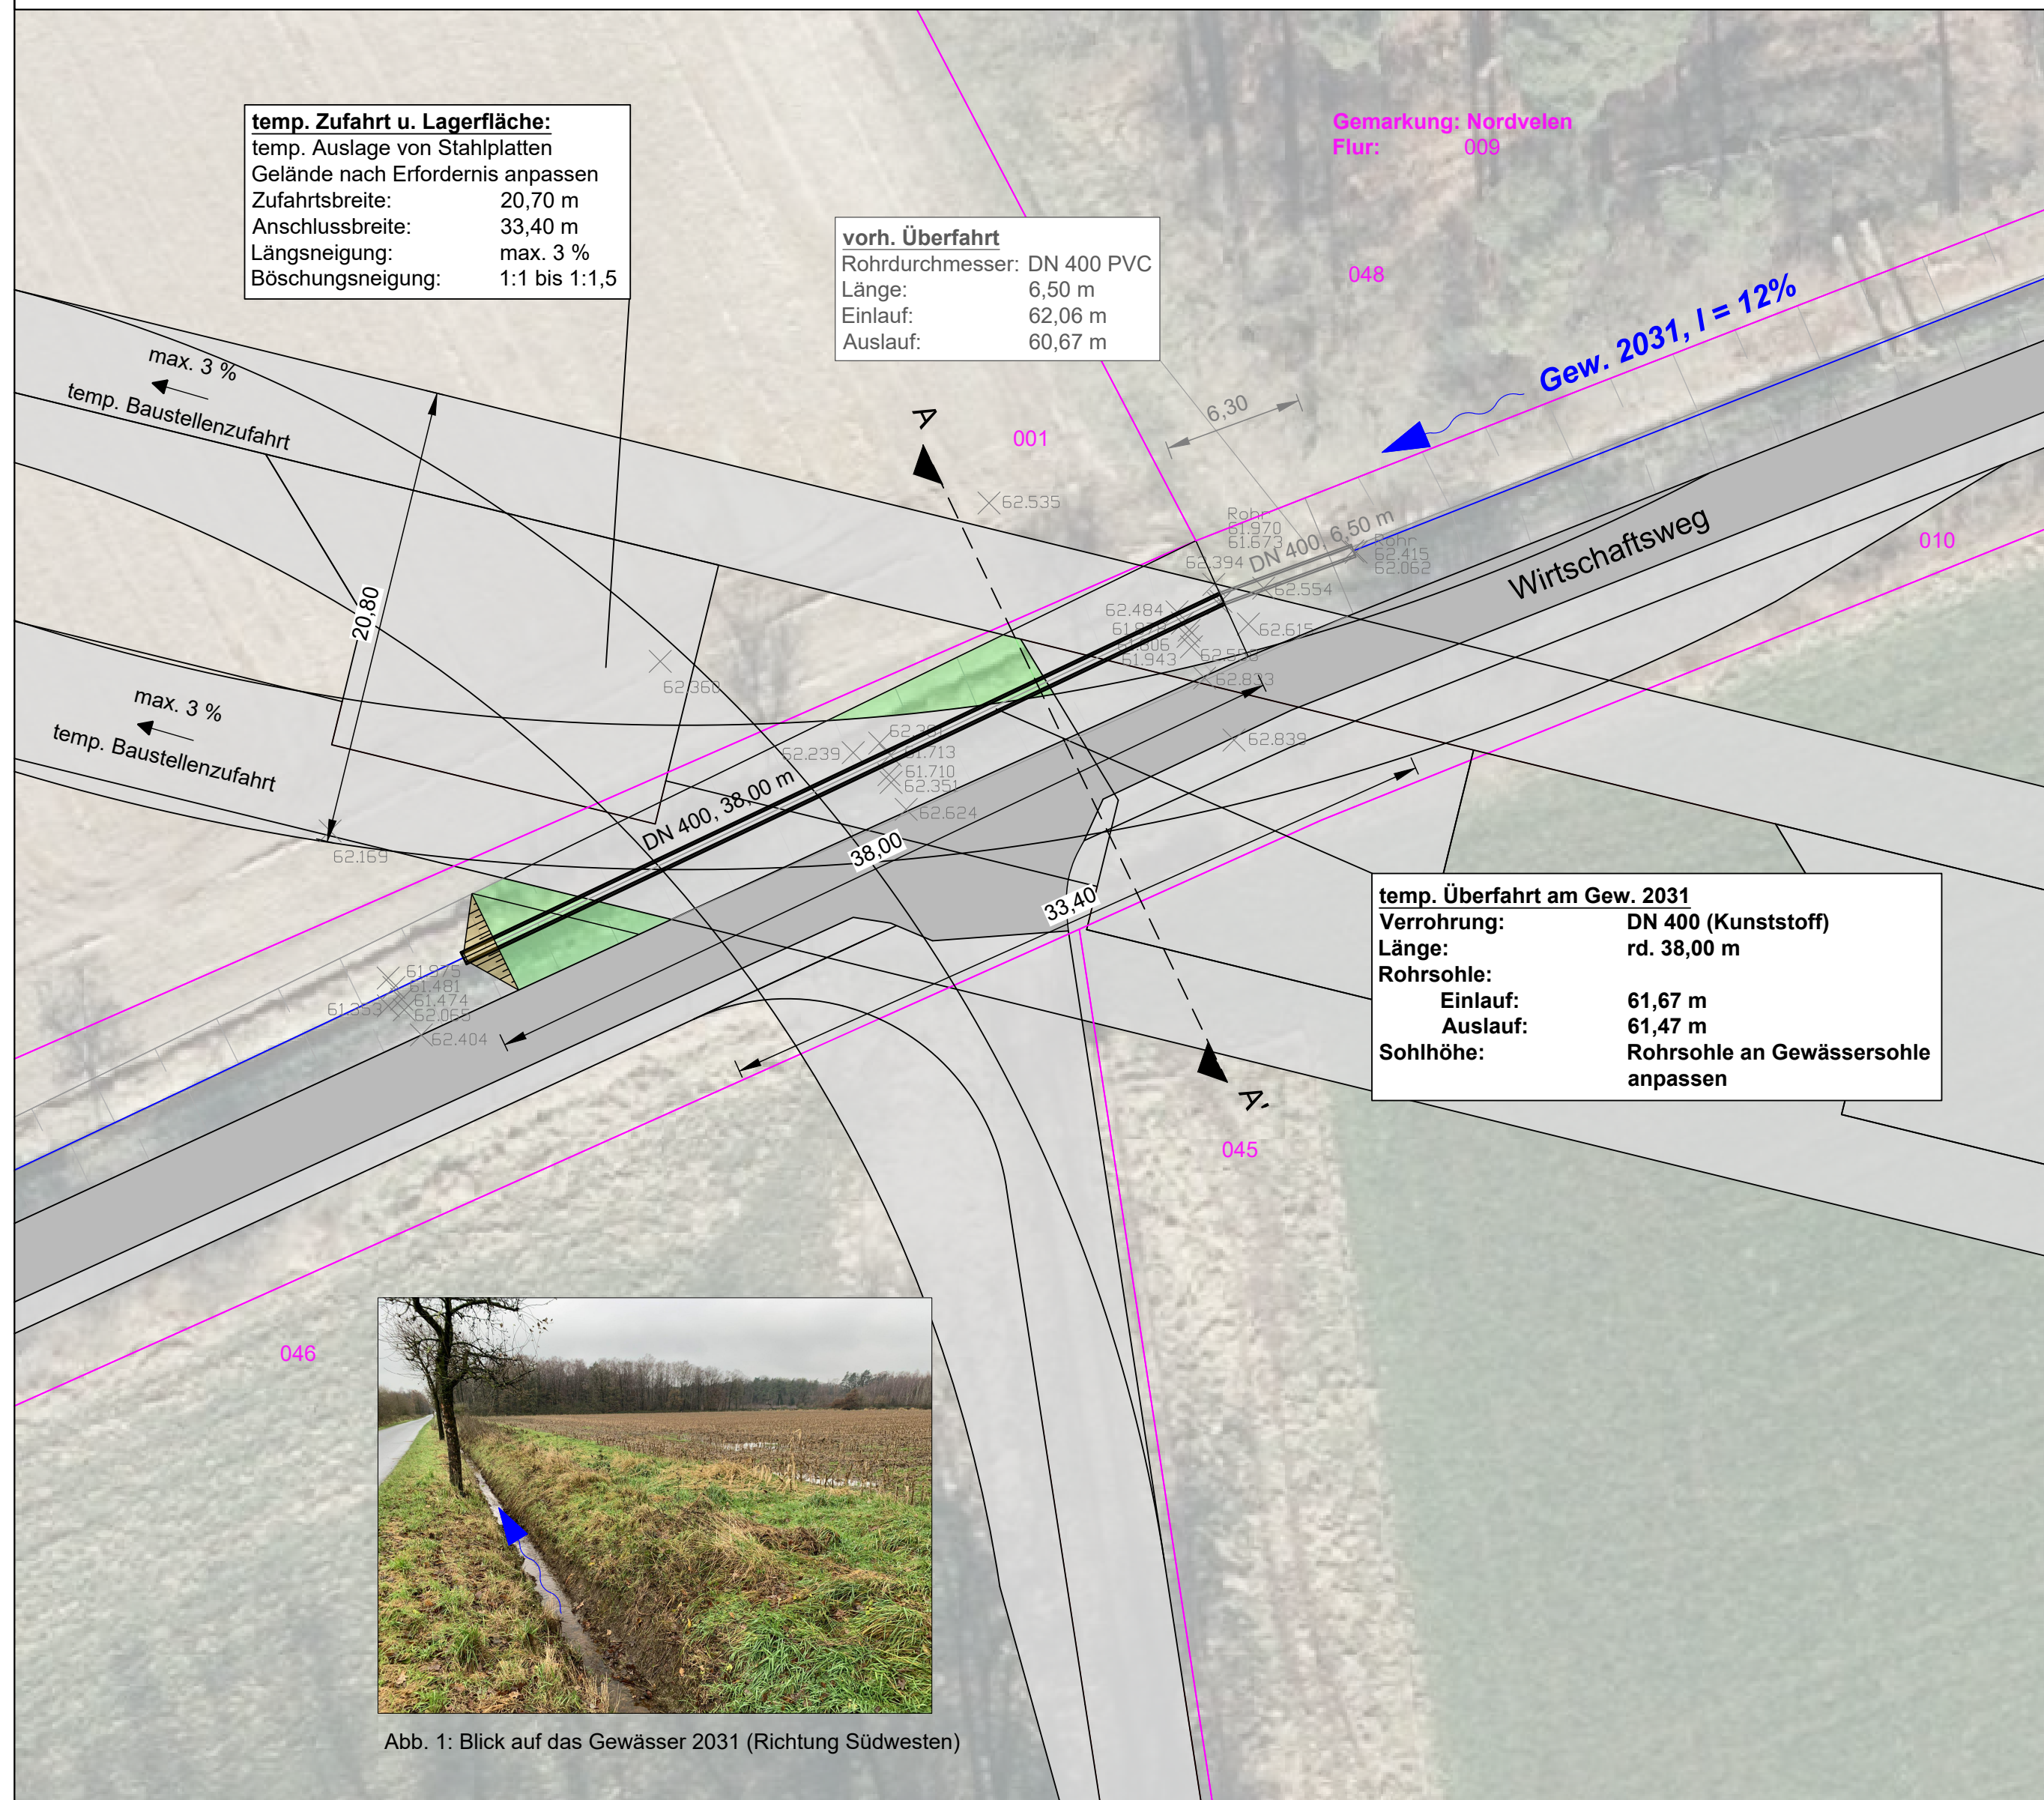 temp. Zufahrt u. Lagerfläche:
temp. Auslage von Stahlplatten
Gelände nach Erfordernis anpassen
Zufahrtsbreite: 20,70 m
Anschlussbreite: 33,40 m
Längsneigung: max. 3 %
Böschungsneigung: 1:1 bis 1:1,5
Gemarkung: Nordvelen
Flur: 009
vorh. Überfahrt
Rohrdurchmesser: DN 400 PVC
Länge: 6,50 m
Einlauf: 62,06 m
Auslauf: 60,67 m
048
Gew. 2031, I = 12%
max. 3 %
temp. Baustellenzufahrt
A
001
6,30
62.535
Rohr
61.970
61.673
DN 400, 6,50 m
Rohr
62.415
62.062
Wirtschaftsweg
010
62.394
62.554
62.484
62.615
61.943
62.833
20,80
62.360
max. 3 %
temp. Baustellenzufahrt
62.239
61.713
61.710
62.351
62.624
62.839
DN 400, 38,00 m
38,00
62.169
33,40
temp. Überfahrt am Gew. 2031
Verrohrung: DN 400 (Kunststoff)
Länge: rd. 38,00 m
Rohrsohle:
Einlauf: 61,67 m
Auslauf: 61,47 m
Sohlhöhe: Rohrsohle an Gewässersohle
anpassen
61.975
61.481
61.474
61.353
62.065
62.404
A'
045
046
Abb. 1: Blick auf das Gewässer 2031 (Richtung Südwesten)